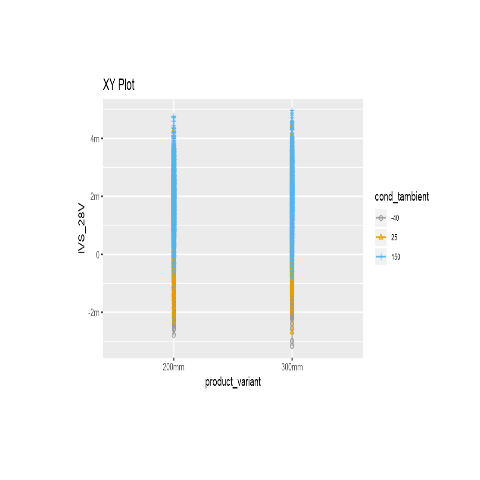 XY Plot
4m
2m
0
-2m
IVS_28V
200mm
300mm
product_variant
cond_tambient
-40
25
150